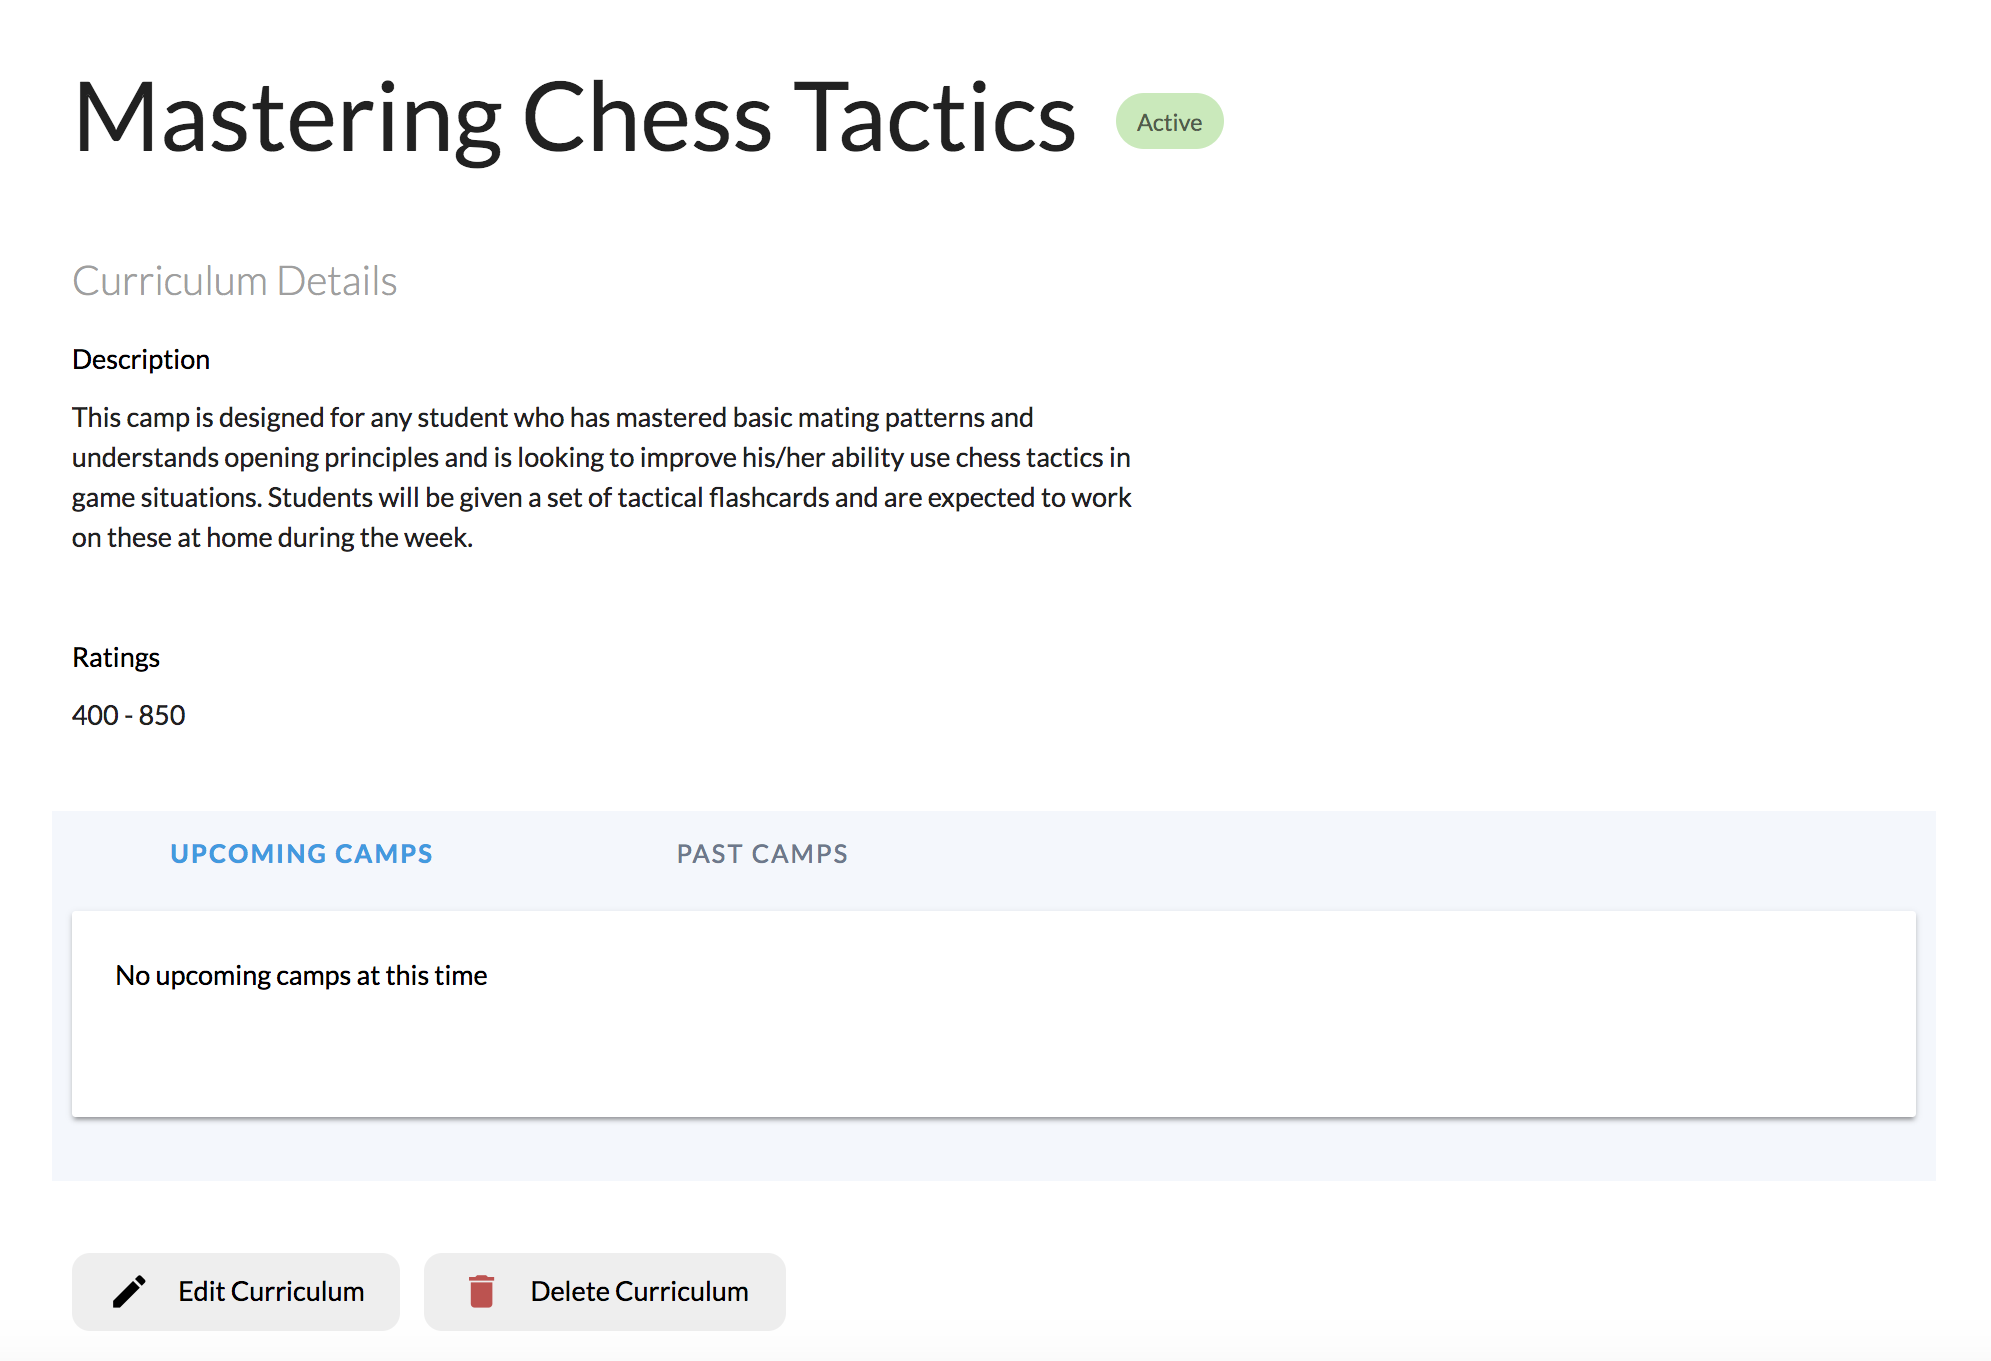 Mastering Chess Tactics Active
Curriculum Details
Description
This camp is designed for any student who has mastered basic mating patterns and
understands opening principles and is looking to improve his/her ability use chess tactics in
game situations. Students will be given a set of tactical flashcards and are expected to work
on these at home during the week.
Ratings
400 - 850
UPCOMING CAMPS PAST CAMPS
No upcoming camps at this time
Edit Curriculum Delete Curriculum